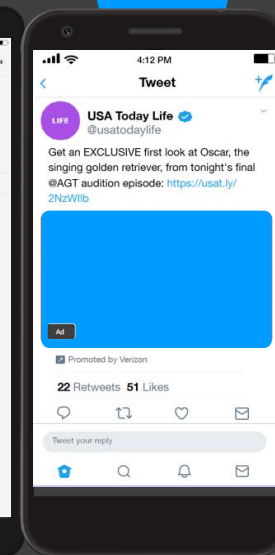 4:12 PM
Tweet
LIFE
USA Today Life
@usatodaylife
Get an EXCLUSIVE first look at Oscar, the
singing golden retriever, from tonight's final
@AGT audition episode: https://usat.ly/
2NzWIlb
Ad
Promoted by Verizon
22 Retweets 51 Likes
Tweet your reply